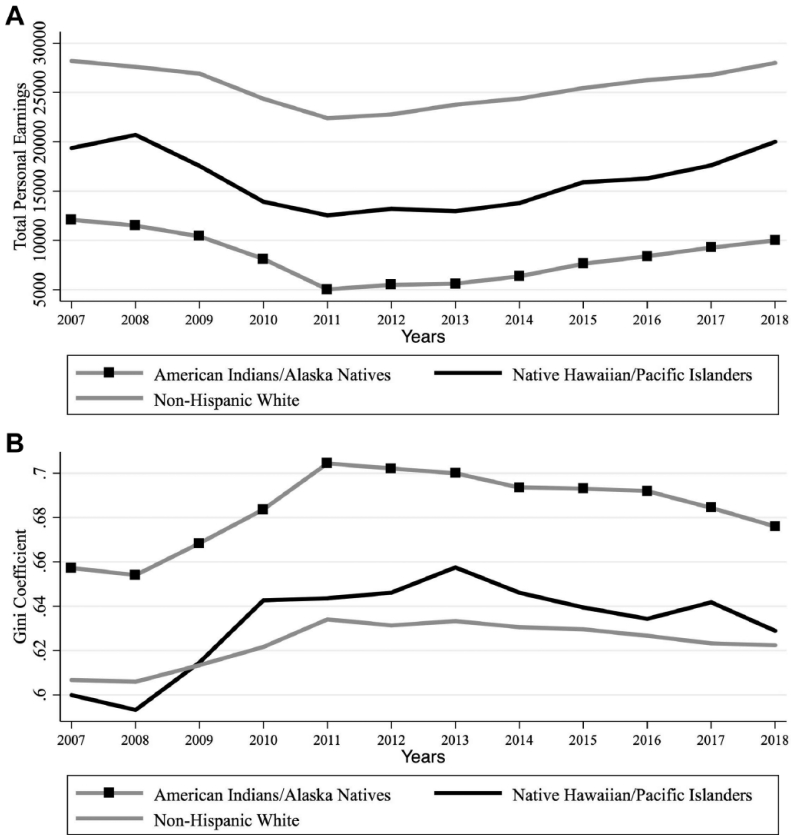 A
Total Personal Earnings
30000
25000
20000
15000
10000
5000
2007 2008 2009 2010 2011 2012 2013 2014 2015 2016 2017 2018
Years
American Indians/Alaska Natives Native Hawaiian/Pacific Islanders
Non-Hispanic White
B
Gini Coefficient
.7
.68
.66
.64
.62
.6
2007 2008 2009 2010 2011 2012 2013 2014 2015 2016 2017 2018
Years
American Indians/Alaska Natives Native Hawaiian/Pacific Islanders
Non-Hispanic White